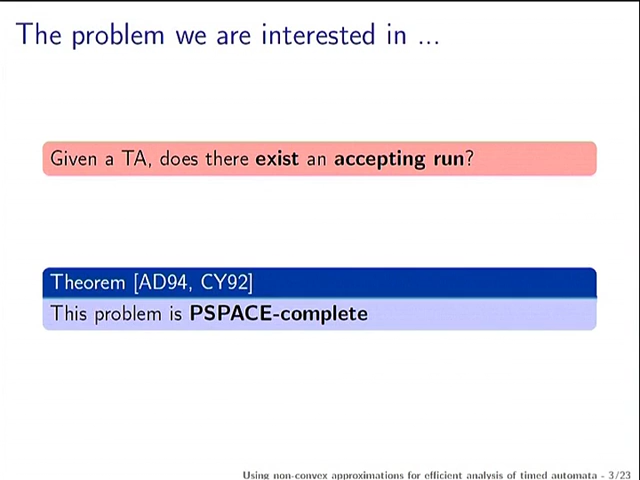 The problem we are interested in ...
Given a TA, does there exist an accepting run?
Theorem [AD94, CY92]
This problem is PSPACE-complete
Using non-convex approximations for efficient analysis of timed automata - 3/23